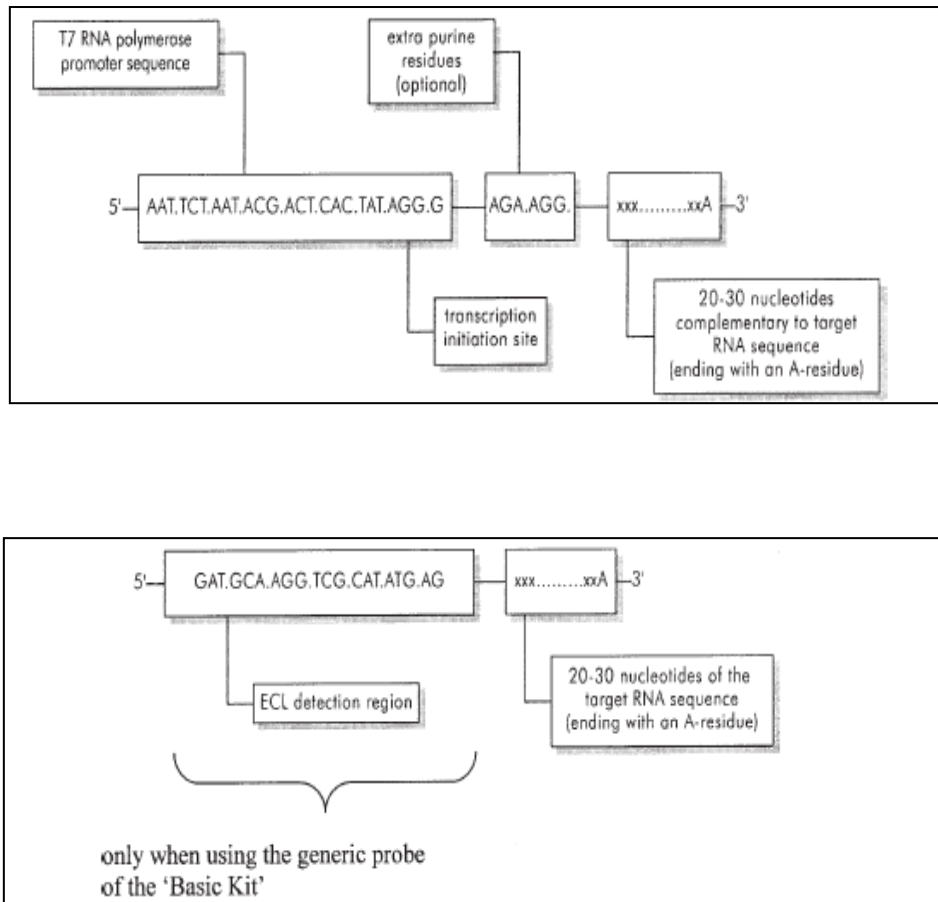 T7 RNA polymerase
promoter sequence
extra purine
residues
(optional)
5'
AAT.TCT.AAT.ACG.ACT.CAC.TAT.AGG.G
AGA.AGG.
xxx.........xxA
3'
transcription
initiation site
20-30 nucleotides
complementary to target
RNA sequence
(ending with an A-residue)
5'
GAT.GCA.AGG.TCG.CAT.ATG.AG
xxx.........xxA
3'
ECL detection region
20-30 nucleotides of the
target RNA sequence
(ending with an A-residue)
only when using the generic probe
of the ‘Basic Kit’